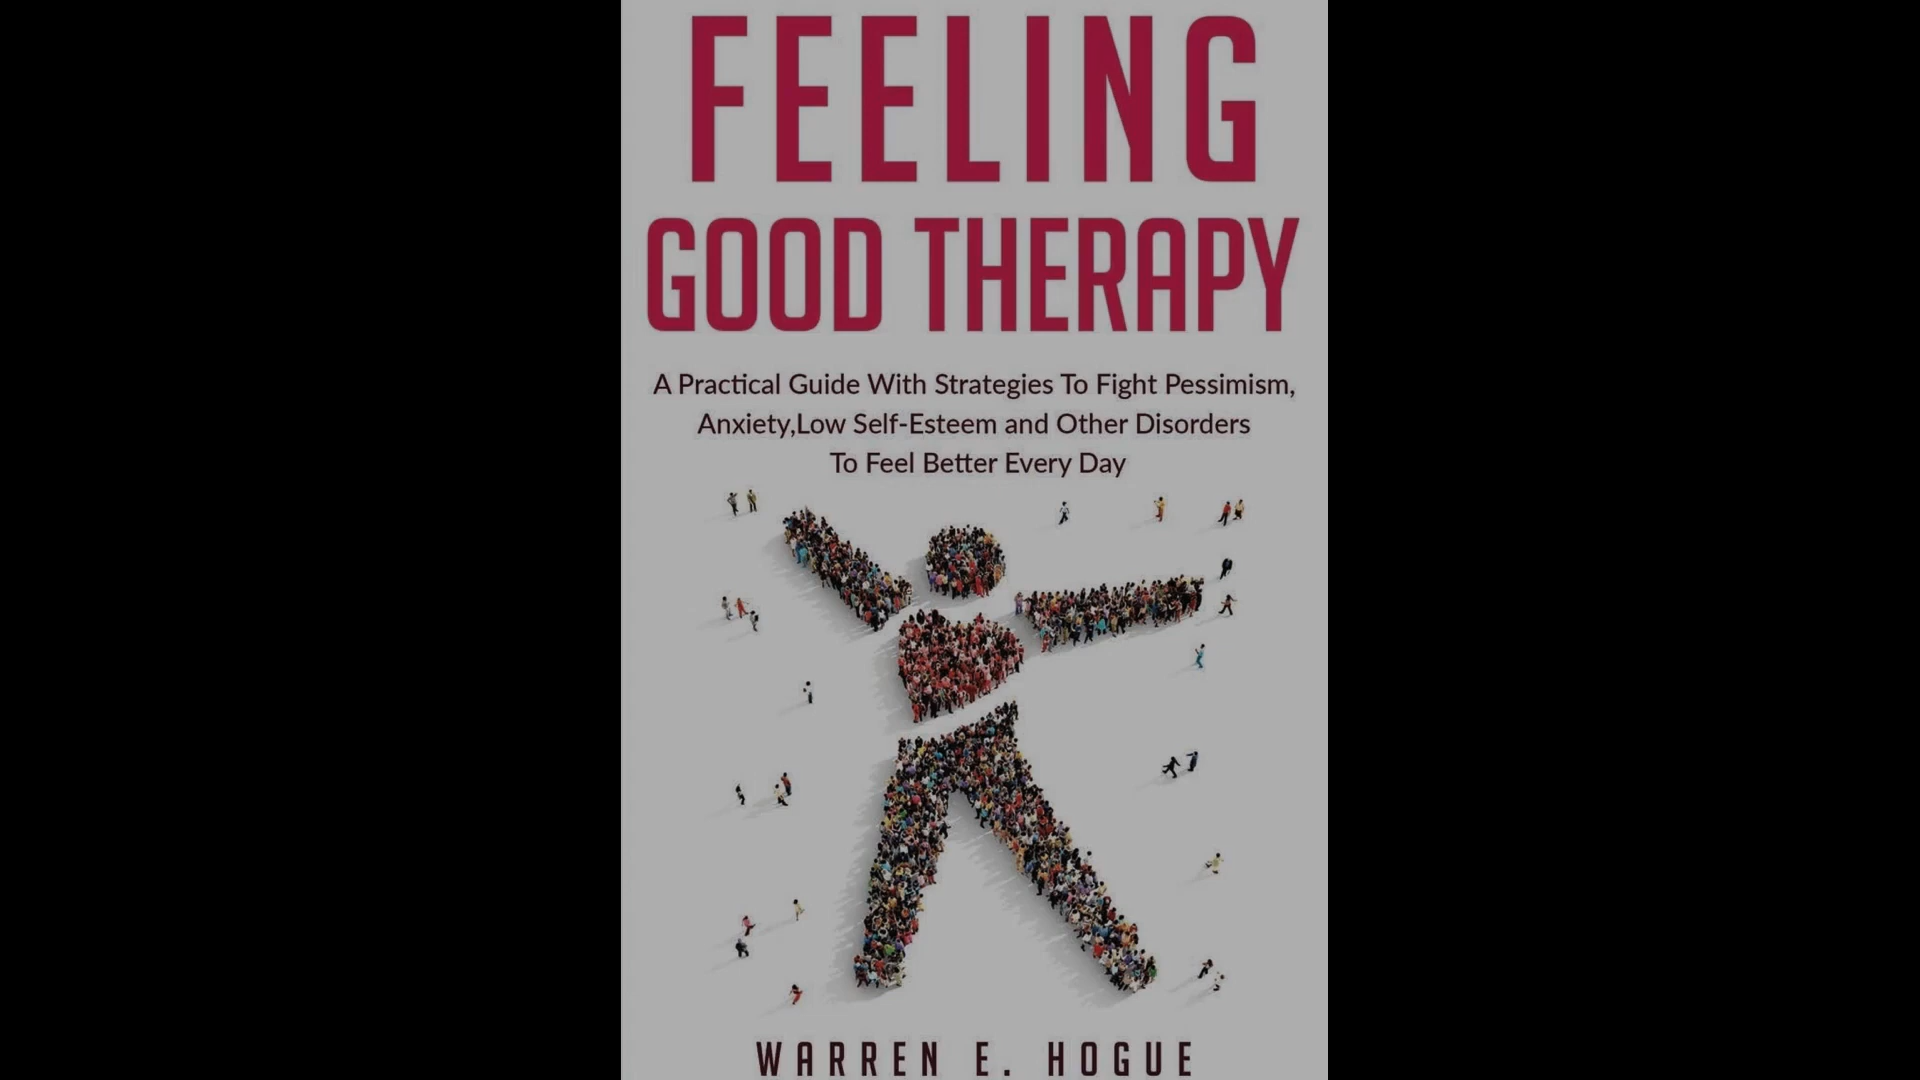 FEELING
GOOD THERAPY
A Practical Guide With Strategies To Fight Pessimism,
Anxiety,Low Self-Esteem and Other Disorders
To Feel Better Every Day
WARREN E. HOGUE